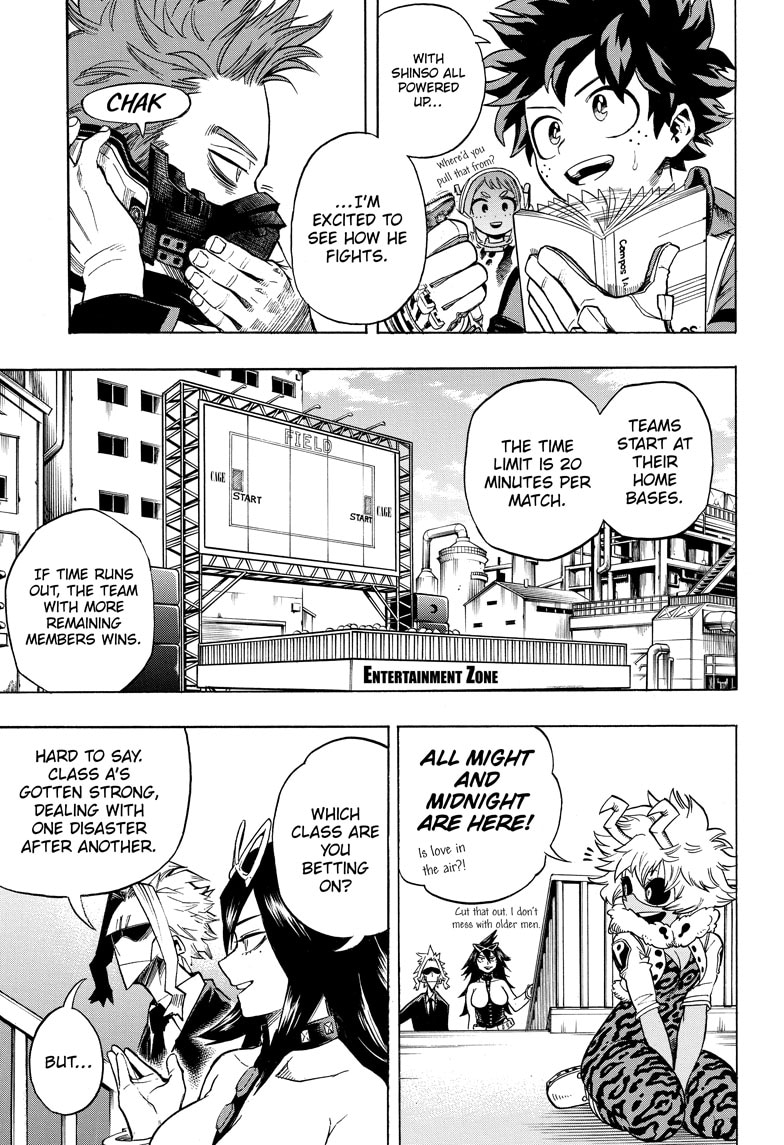 WITH
SHINSO ALL
POWERED
UP...
Where'd you
pull that from?
Campos 1A
...I'M
EXCITED TO
SEE HOW HE
FIGHTS.
CHAK
TEAMS
START AT
THEIR
HOME
BASES.
THE TIME
LIMIT IS 20
MINUTES PER
MATCH.
FIELD
CAGE
START
START
CAGE
IF TIME RUNS
OUT, THE TEAM
WITH MORE
REMAINING
MEMBERS WINS.
ENTERTAINMENT ZONE
ALL MIGHT
AND
MIDNIGHT
ARE HERE!
Is love in
the air?!
Cut that out. I don't
mess with older men.
WHICH
CLASS ARE
YOU
BETTING
ON?
HARD TO SAY.
CLASS A'S
GOTTEN STRONG,
DEALING WITH
ONE DISASTER
AFTER ANOTHER.
BUT...